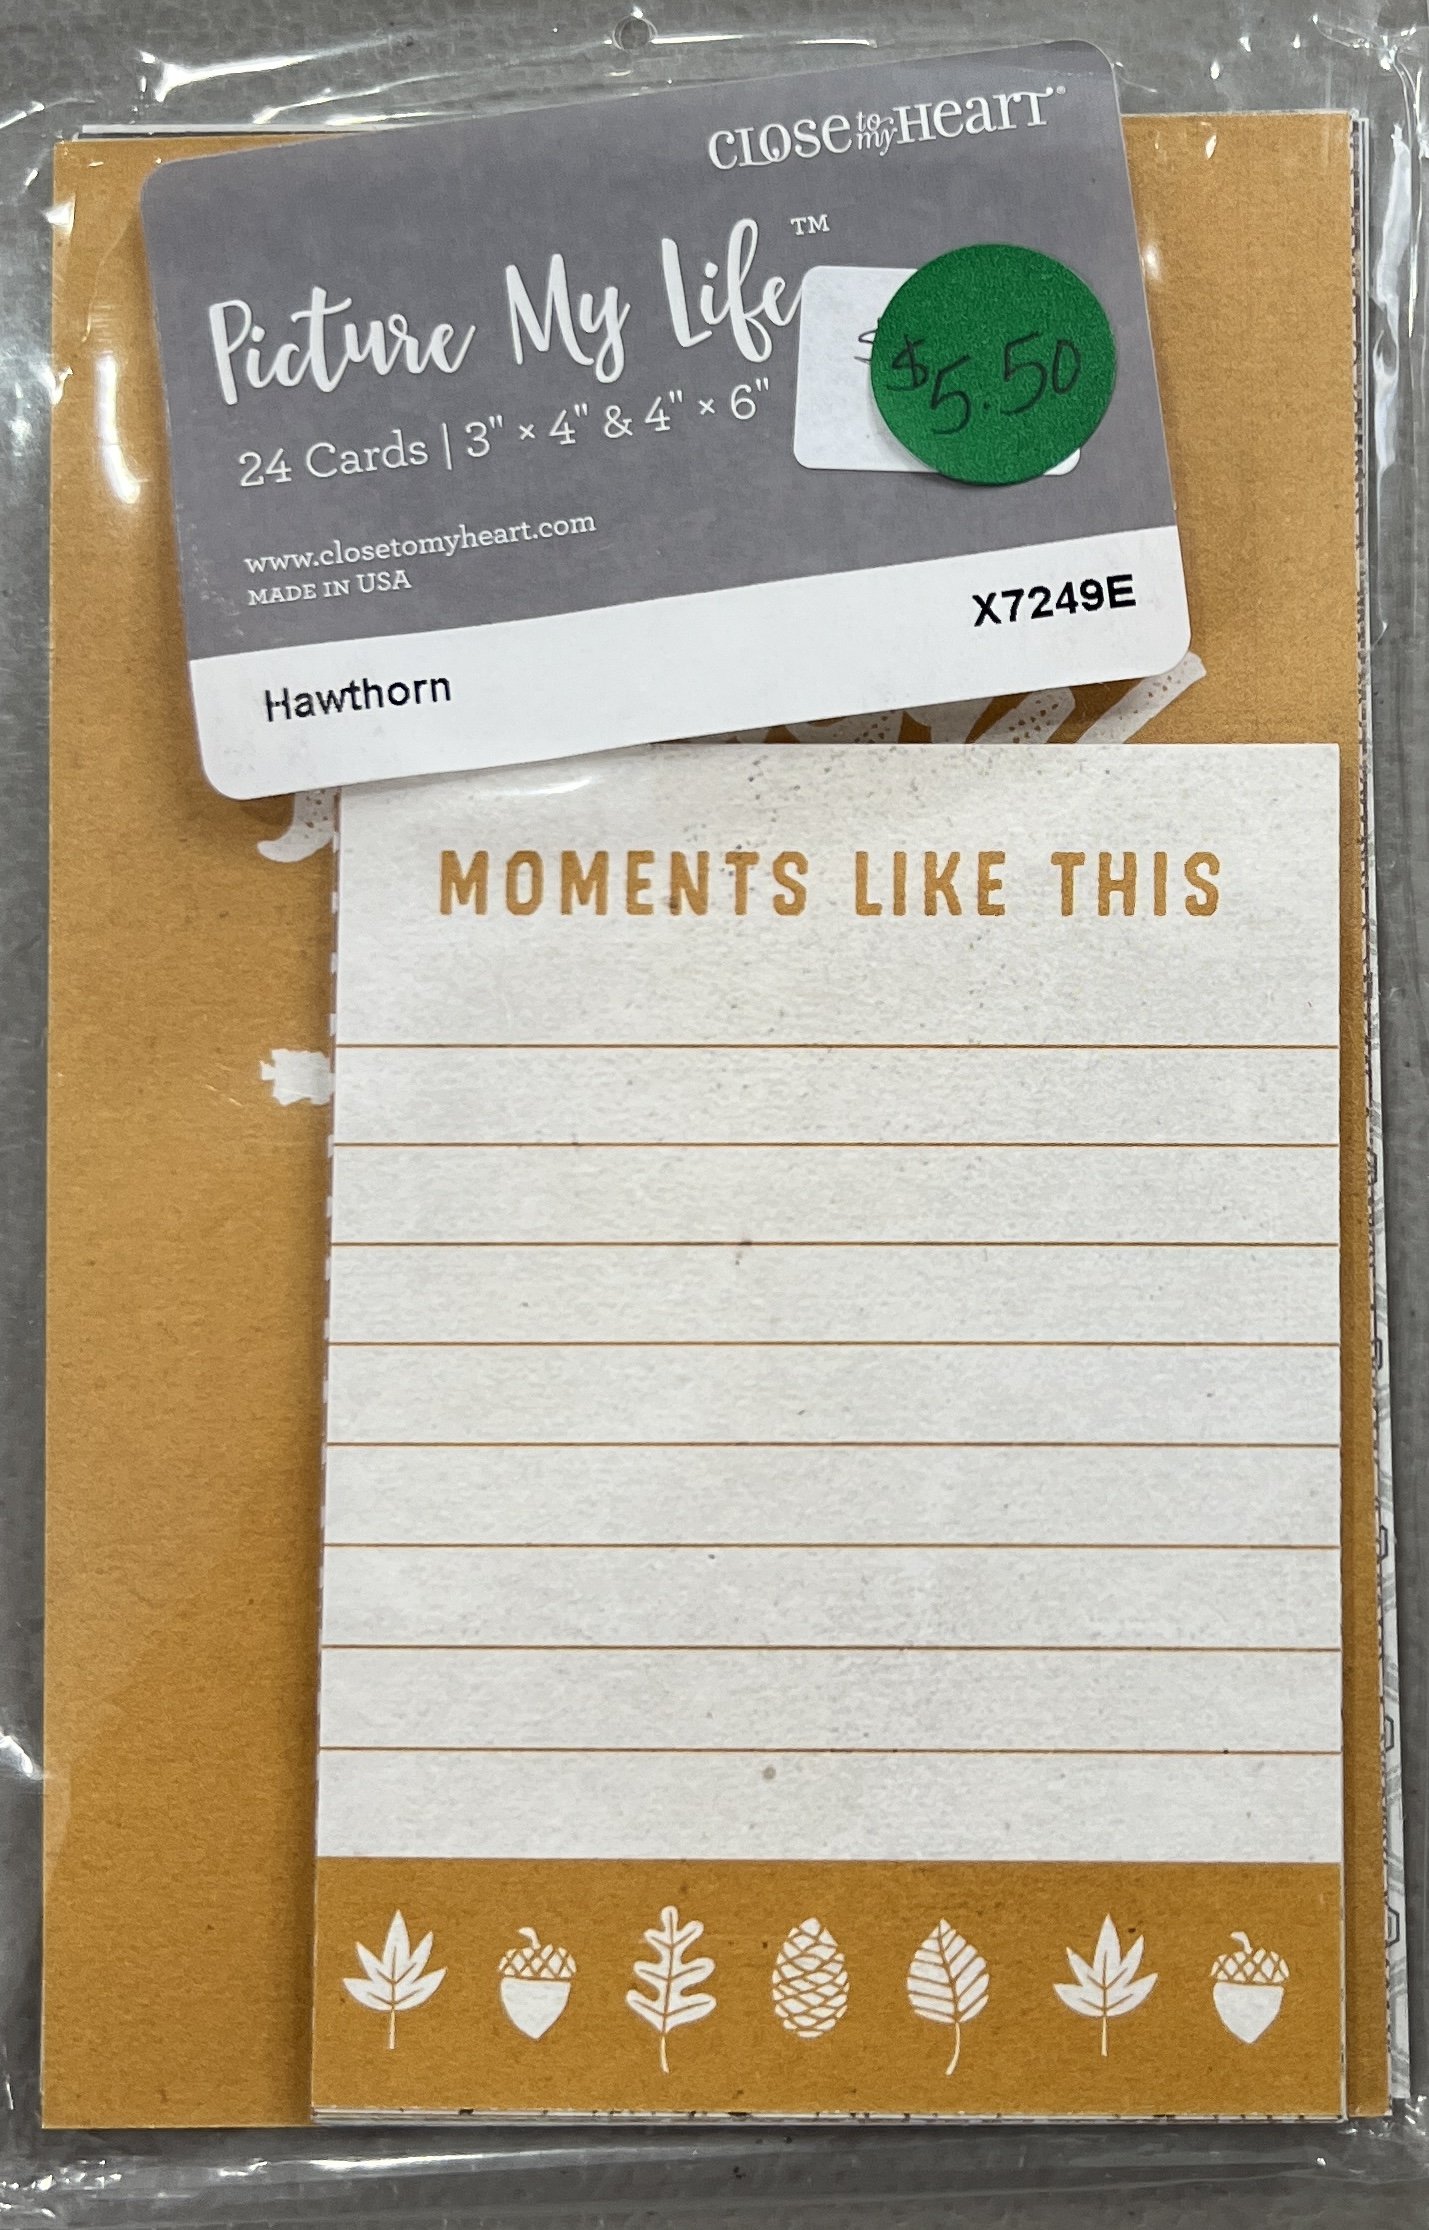 CLOSE to my HEART®
Picture My Life™
$5.50
24 Cards | 3" × 4" & 4" × 6"
www.closetomyheart.com
MADE IN USA
X7249E
Hawthorn
MOMENTS LIKE THIS